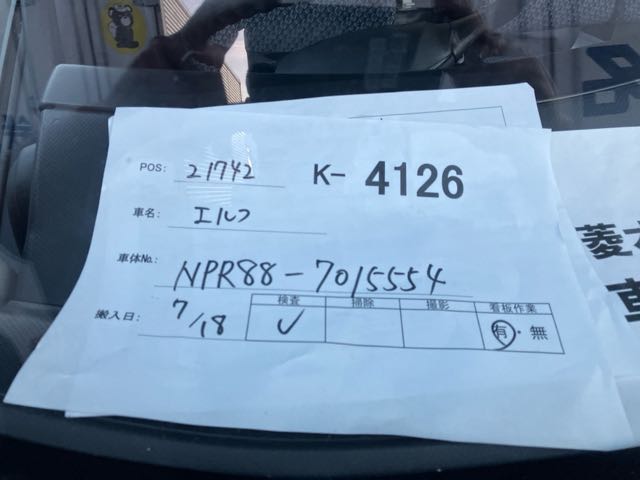 POS: 21742 K- 4126
車名: エルフ
車体No.: NPR88-7015554
搬入日: 7/18
検査 掃除 撮影 看板作業
✓ 有・無
菱